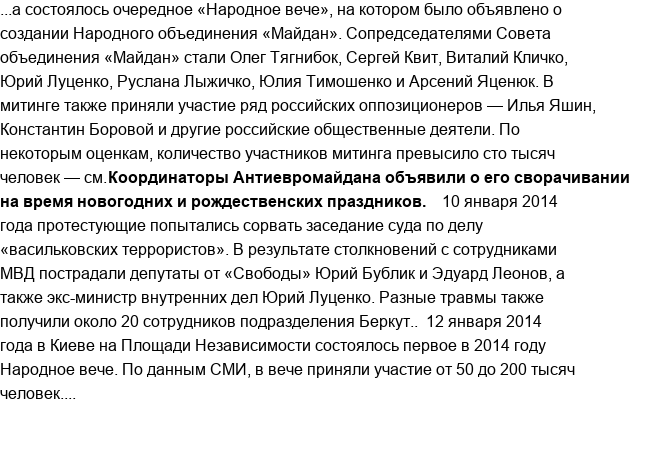 ...а состоялось очередное «Народное вече», на котором было объявлено о
создании Народного объединения «Майдан». Сопредседателями Совета
объединения «Майдан» стали Олег Тягнибок, Сергей Квит, Виталий Кличко,
Юрий Луценко, Руслана Лыжичко, Юлия Тимошенко и Арсений Яценюк. В
митинге также приняли участие ряд российских оппозиционеров — Илья Яшин,
Константин Боровой и другие российские общественные деятели. По
некоторым оценкам, количество участников митинга превысило сто тысяч
человек — см.Координаторы Антиевромайдана объявили о его сворачивании
на время новогодних и рождественских праздников. 10 января 2014
года протестующие попытались сорвать заседание суда по делу
«васильковских террористов». В результате столкновений с сотрудниками
МВД пострадали депутаты от «Свободы» Юрий Бублик и Эдуард Леонов, а
также экс-министр внутренних дел Юрий Луценко. Разные травмы также
получили около 20 сотрудников подразделения Беркут.. 12 января 2014
года в Киеве на Площади Независимости состоялось первое в 2014 году
Народное вече. По данным СМИ, в вече приняли участие от 50 до 200 тысяч
человек....